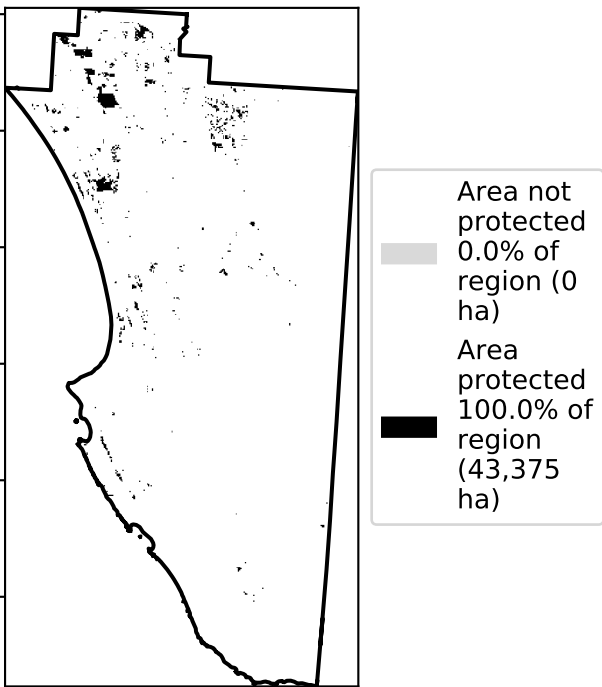 Area not
protected
0.0% of
region (0
ha)
Area
protected
100.0% of
region
(43,375
ha)